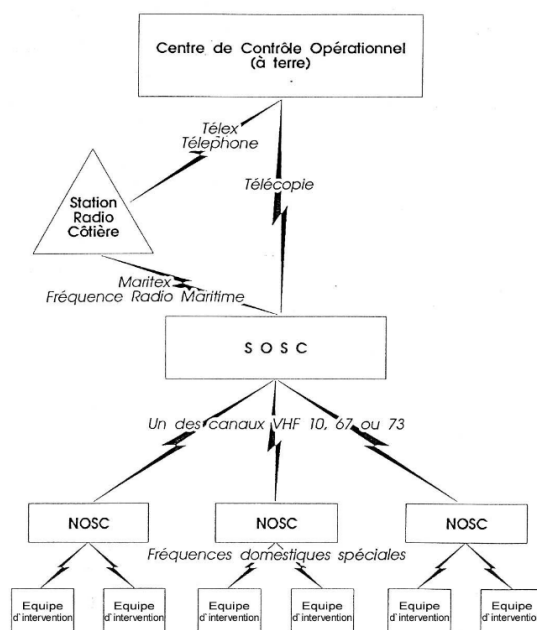 Centre de Contrôle Opérationnel
(à terre)
Télex
Télephone
Station
Radio
Côtière
Télécopie
Maritex
Fréquence Radio Maritime
S O S C
Un des canaux VHF 10, 67 ou 73
NOSC
NOSC
NOSC
Fréquences doméstiques spéciales
Equipe
d'intervention
Equipe
d'intervention
Equipe
d'intervention
Equipe
d'intervention
Equipe
d'intervention
Equipe
d'intervention